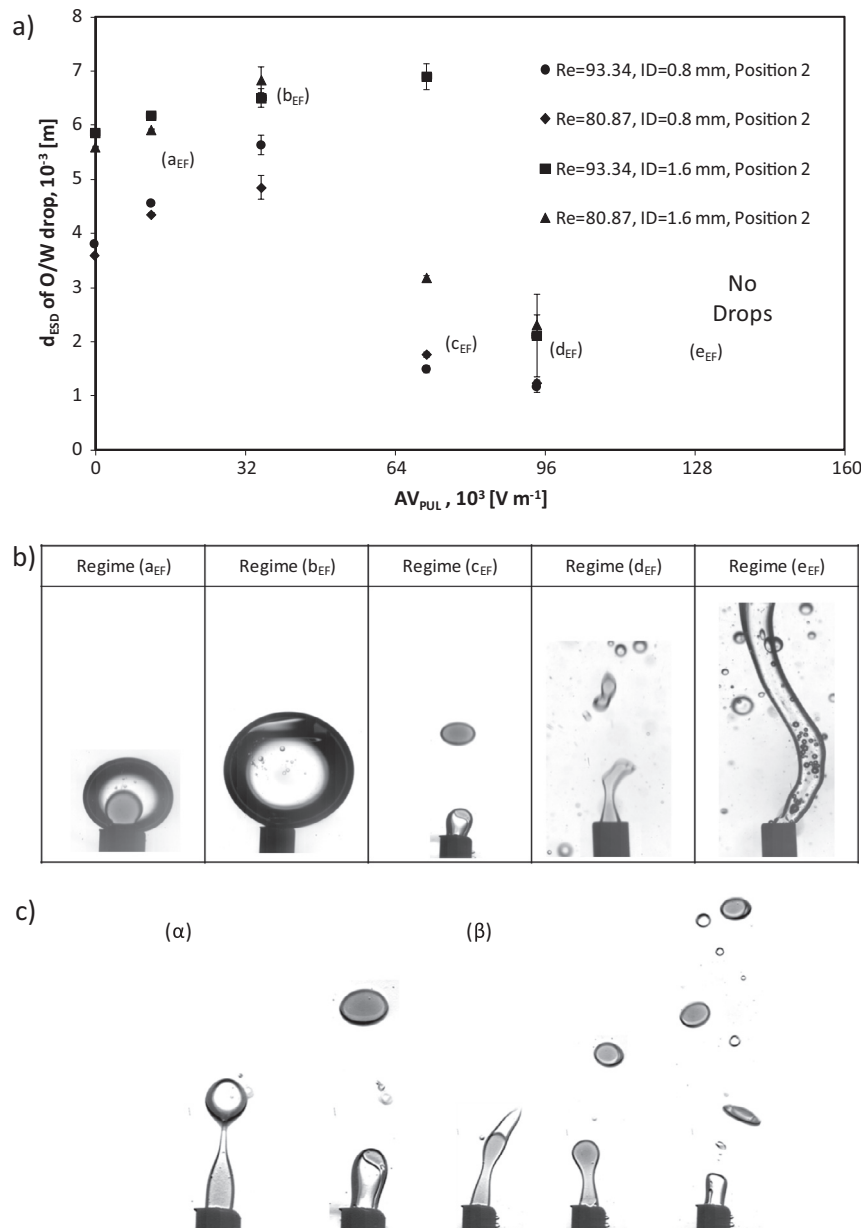 a)
8
7
6
5
4
3
2
1
0
d_ESD of O/W drop, 10⁻³ [m]
0 32 64 96 128 160
AV_PUL , 10³ [V m⁻¹]
Re=93.34, ID=0.8 mm, Position 2
Re=80.87, ID=0.8 mm, Position 2
Re=93.34, ID=1.6 mm, Position 2
Re=80.87, ID=1.6 mm, Position 2
(b_EF)
(a_EF)
No
Drops
(c_EF)
(d_EF)
(e_EF)
b)
Regime (a_EF) Regime (b_EF) Regime (c_EF) Regime (d_EF) Regime (e_EF)
c)
(α) (β)